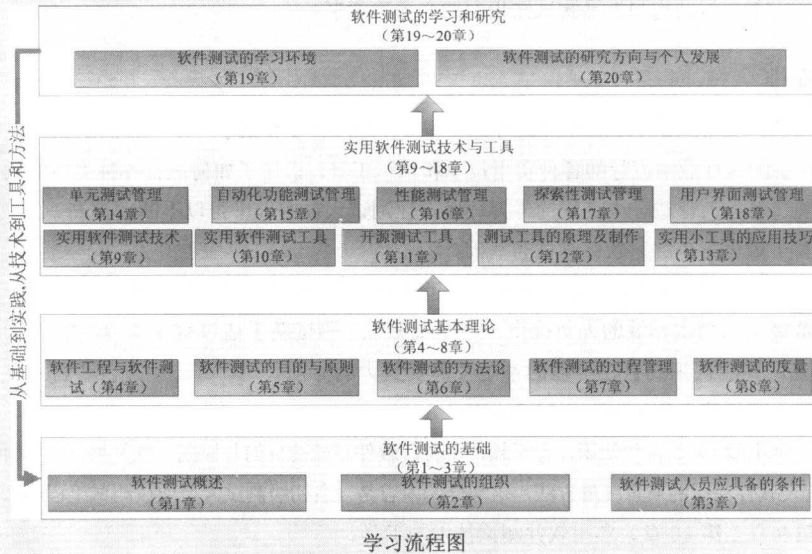 软件测试的学习和研究
（第19～20章）
软件测试的学习环境
（第19章）
软件测试的研究方向与个人发展
（第20章）
实用软件测试技术与工具
（第9～18章）
单元测试管理
（第14章）
自动化功能测试管理
（第15章）
性能测试管理
（第16章）
探索性测试管理
（第17章）
用户界面测试管理
（第18章）
实用软件测试技术
（第9章）
实用软件测试工具
（第10章）
开源测试工具
（第11章）
测试工具的原理及制作
（第12章）
实用小工具的应用技巧
（第13章）
软件测试基本理论
（第4～8章）
软件工程与软件测
试（第4章）
软件测试的目的与原则
（第5章）
软件测试的方法论
（第6章）
软件测试的过程管理
（第7章）
软件测试的度量
（第8章）
软件测试的基础
（第1～3章）
软件测试概述
（第1章）
软件测试的组织
（第2章）
软件测试人员应具备的条件
（第3章）
从基础到实践,从技术到工具和方法
学习流程图